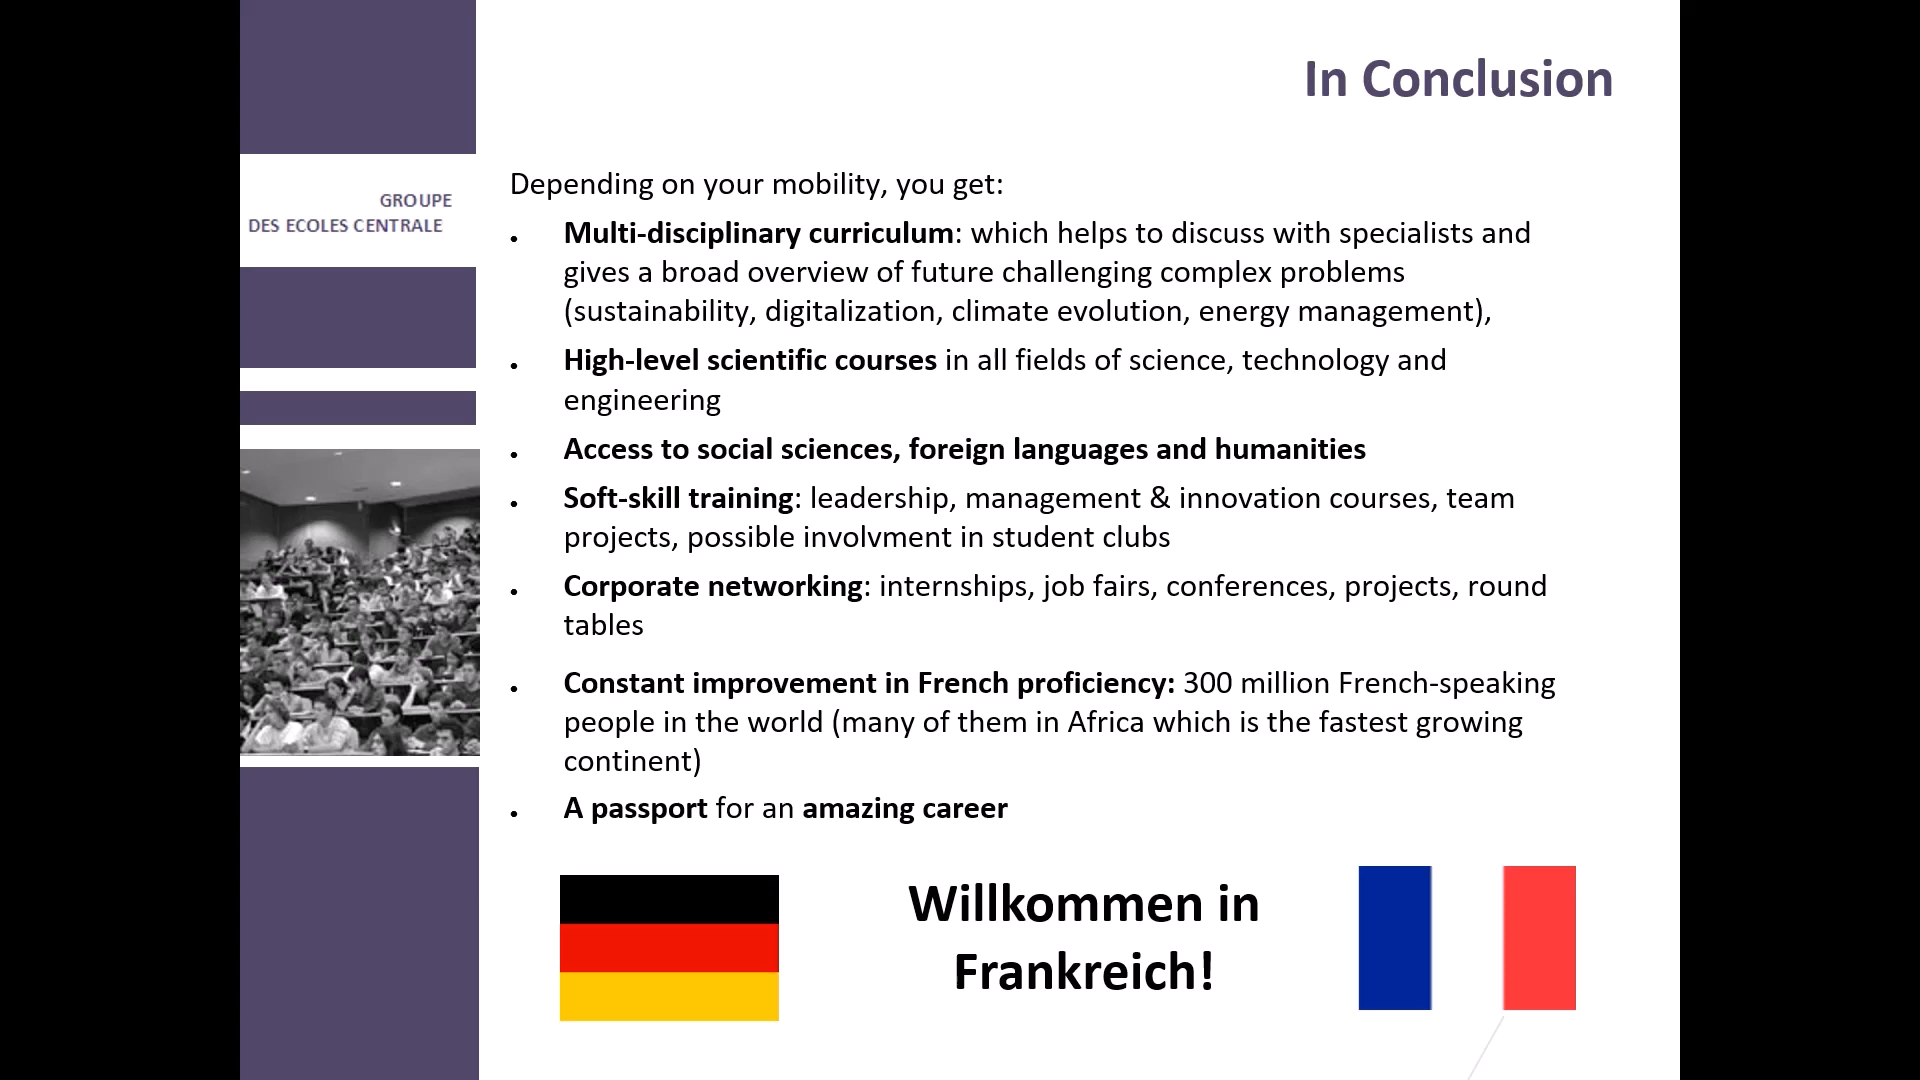 In Conclusion
GROUPE
DES ECOLES CENTRALE
Depending on your mobility, you get:
• Multi-disciplinary curriculum: which helps to discuss with specialists and
gives a broad overview of future challenging complex problems
(sustainability, digitalization, climate evolution, energy management),
• High-level scientific courses in all fields of science, technology and
engineering
• Access to social sciences, foreign languages and humanities
• Soft-skill training: leadership, management & innovation courses, team
projects, possible involvment in student clubs
• Corporate networking: internships, job fairs, conferences, projects, round
tables
• Constant improvement in French proficiency: 300 million French-speaking
people in the world (many of them in Africa which is the fastest growing
continent)
• A passport for an amazing career
Willkommen in
Frankreich!